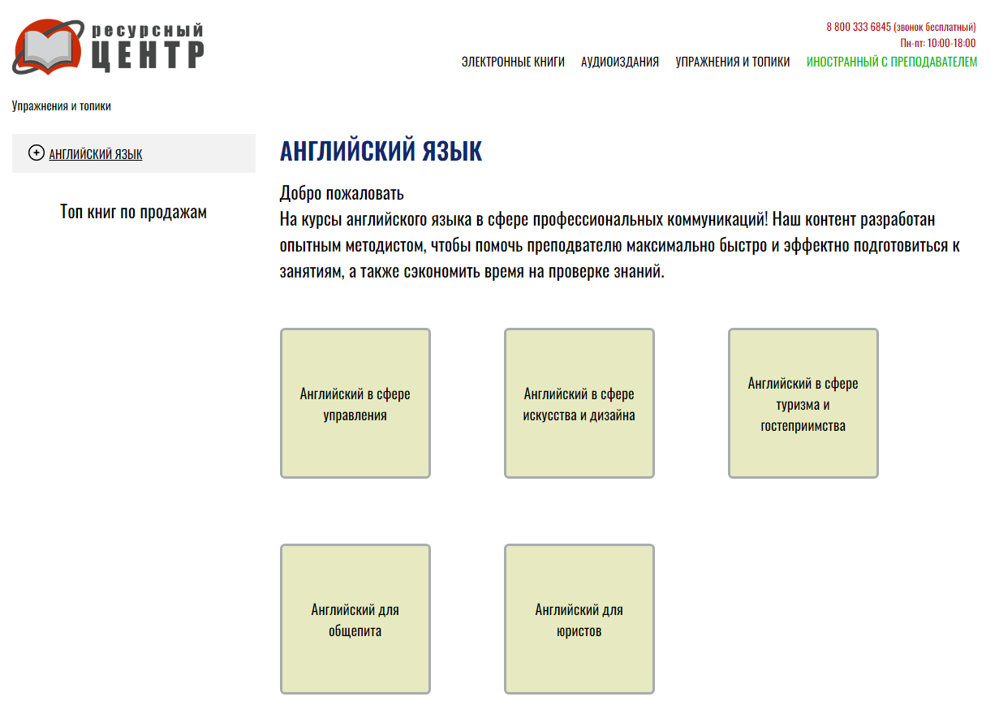 ресурсный
ЦЕНТР
8 800 333 6845 (звонок бесплатный)
Пн-пт: 10:00-18:00
ЭЛЕКТРОННЫЕ КНИГИ АУДИОИЗДАНИЯ УПРАЖНЕНИЯ И ТОПИКИ ИНОСТРАННЫЙ С ПРЕПОДАВАТЕЛЕМ
Упражнения и топики
АНГЛИЙСКИЙ ЯЗЫК
Топ книг по продажам
АНГЛИЙСКИЙ ЯЗЫК
Добро пожаловать
На курсы английского языка в сфере профессиональных коммуникаций! Наш контент разработан
опытным методистом, чтобы помочь преподвателю максимально быстро и эффектно подготовиться к
занятиям, а также сэкономить время на проверке знаний.
Английский в сфере
управления
Английский в сфере
искусства и дизайна
Английский в сфере
туризма и
гостеприимства
Английский для
общепита
Английский для
юристов